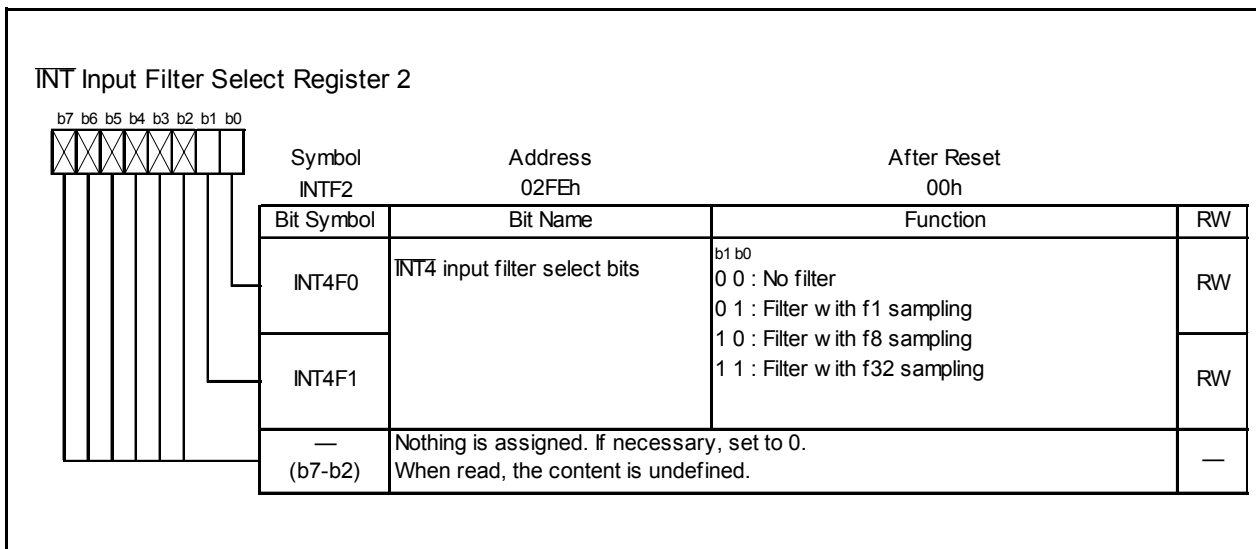 INT Input Filter Select Register 2
b7 b6 b5 b4 b3 b2 b1 b0
Symbol Address After Reset
INTF2 02FEh 00h
Bit Symbol Bit Name Function RW
INT4F0 INT4 input filter select bits b1 b0
0 0 : No filter RW
0 1 : Filter with f1 sampling
1 0 : Filter with f8 sampling
INT4F1 1 1 : Filter with f32 sampling RW
— Nothing is assigned. If necessary, set to 0. —
(b7-b2) When read, the content is undefined.